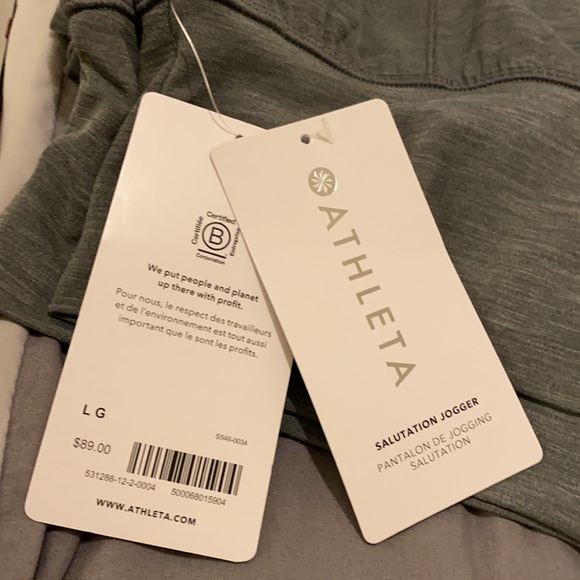 Certified
Certifiée
B
Entreprise
Corporation
We put people and planet
up there with profit.
Pour nous, le respect des travailleurs
et de l'environnement est tout aussi
important que le sont les profits.
L G
S546-0034
$89.00
531288-12-2-0004 500068015904
WWW.ATHLETA.COM
ATHLETA
SALUTATION JOGGER
PANTALON DE JOGGING
SALUTATION